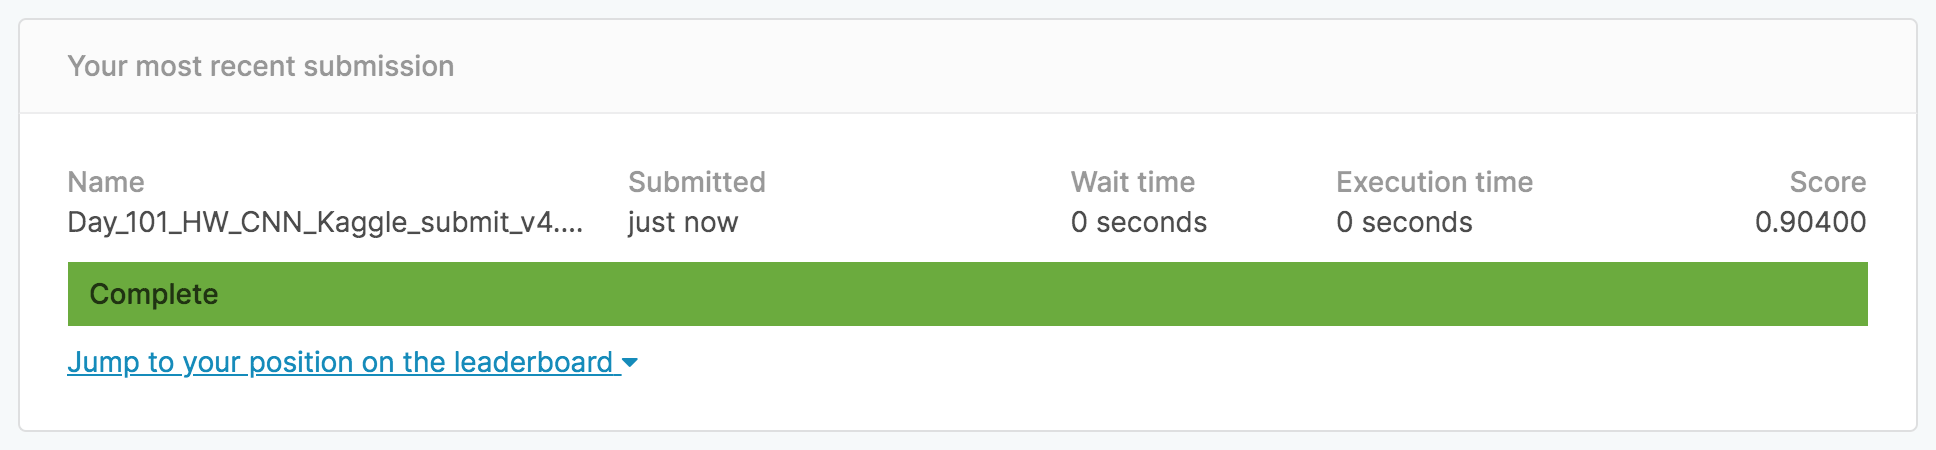 Your most recent submission
Name Submitted Wait time Execution time Score
Day_101_HW_CNN_Kaggle_submit_v4.... just now 0 seconds 0 seconds 0.90400
Complete
Jump to your position on the leaderboard